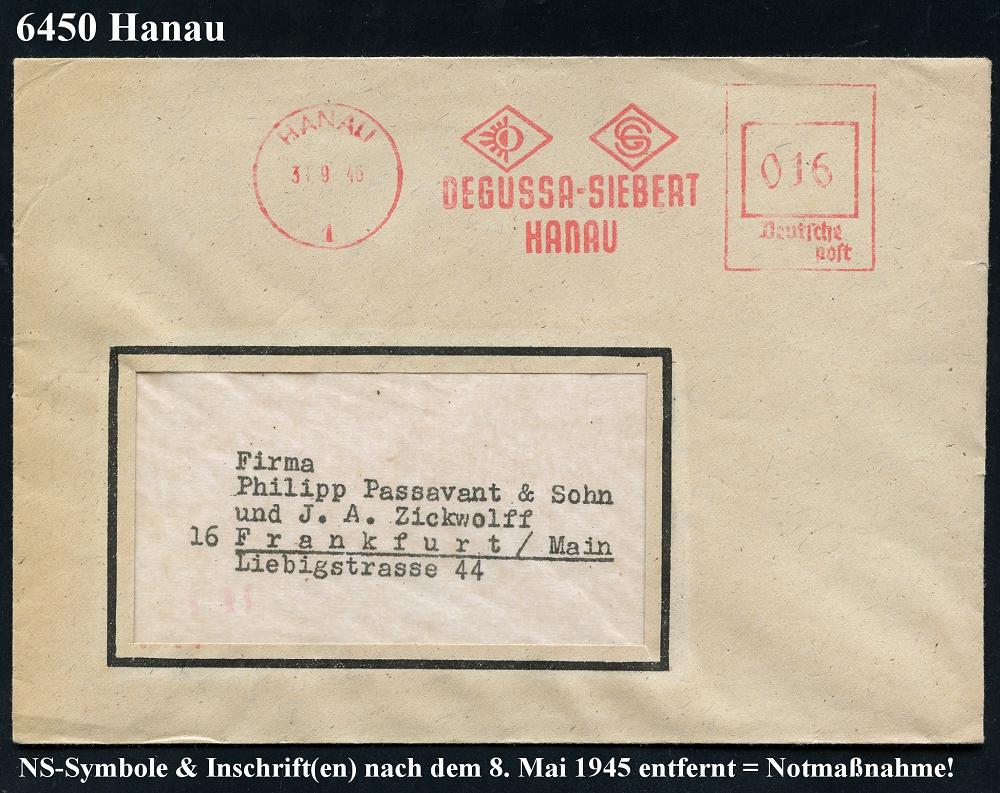 6450 Hanau
HANAU
31 9 46
1
DEGUSSA-SIEBERT
HANAU
016
Deutsche
Post
Firma
Philipp Passavant & Sohn
und J. A. Zickwolff
16 Frankfurt / Main
Liebigstrasse 44
NS-Symbole & Inschrift(en) nach dem 8. Mai 1945 entfernt = Notmaßnahme!